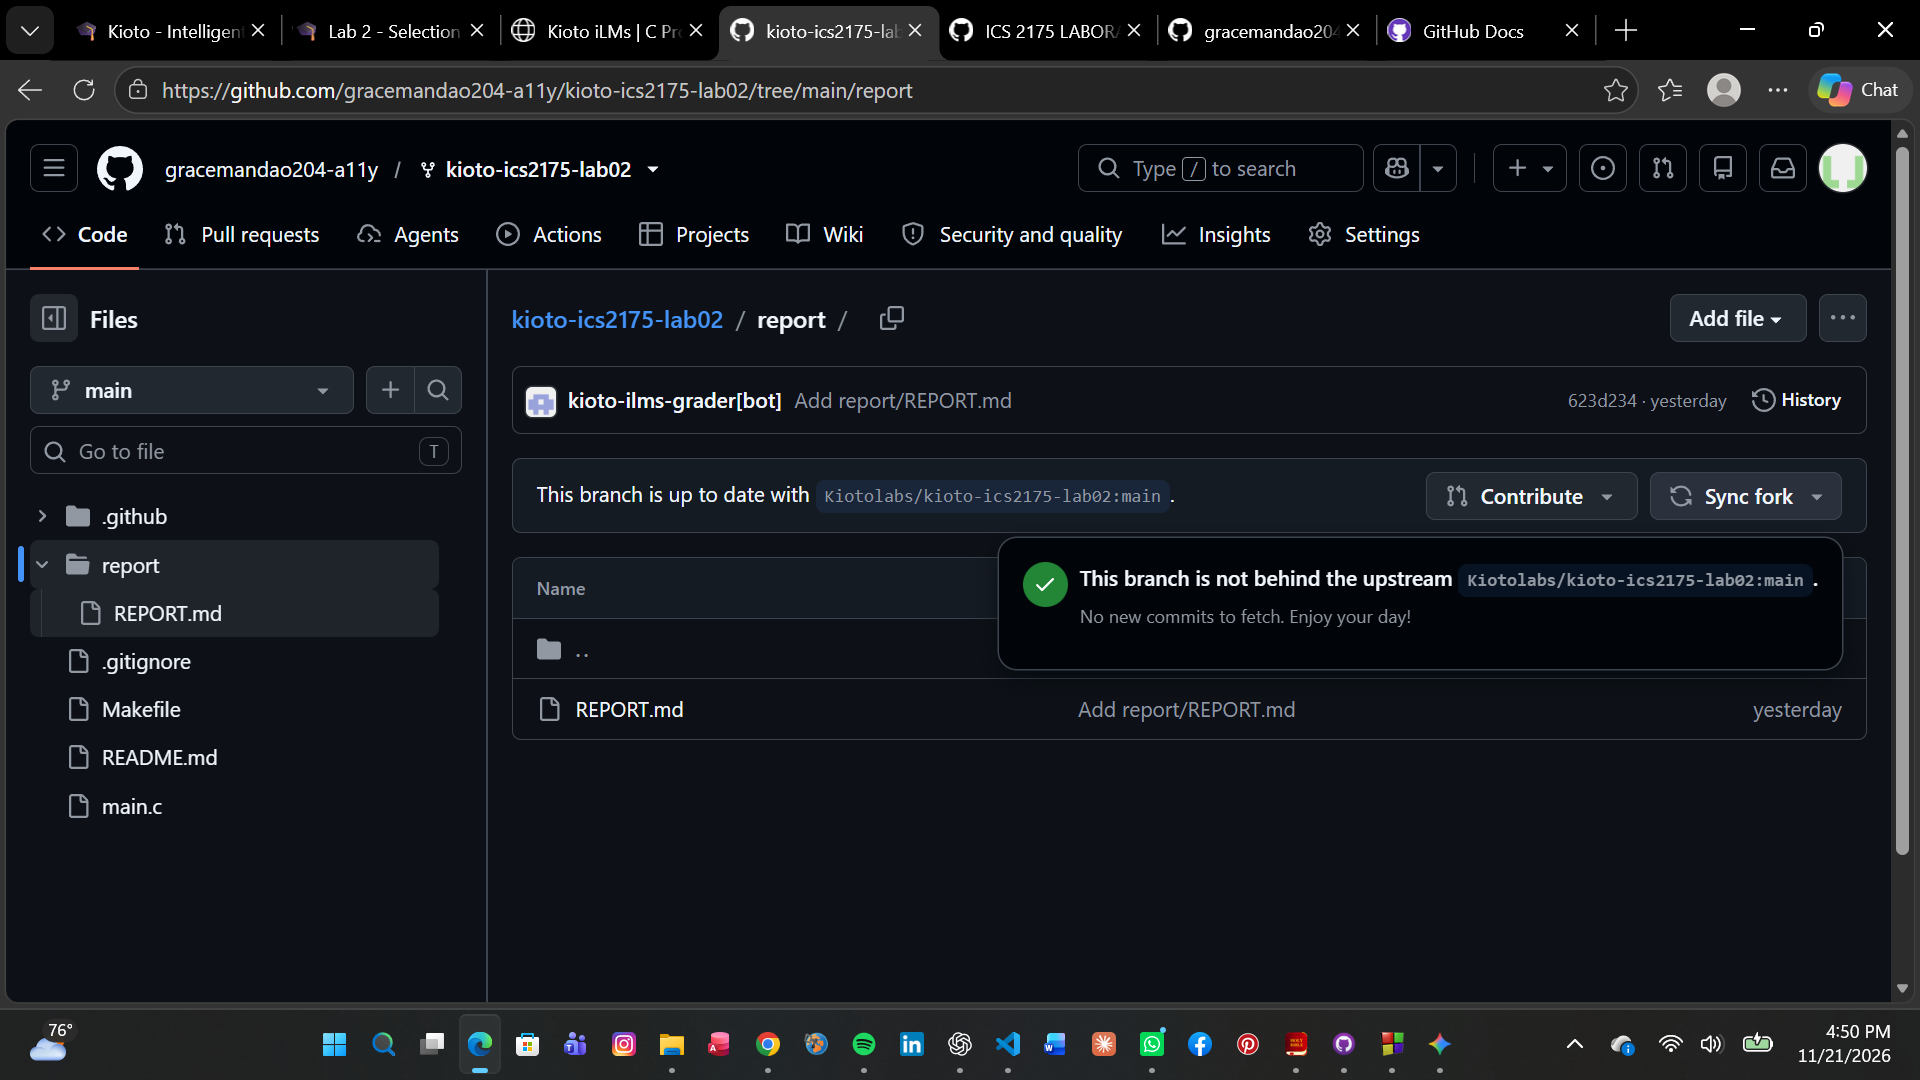 Kioto - Intelligen
Lab 2 - Selection
Kioto iLMs | C Pr
kioto-ics2175-lab
ICS 2175 LABORA
gracemandao204
GitHub Docs
https://github.com/gracemandao204-a11y/kioto-ics2175-lab02/tree/main/report
Chat
gracemandao204-a11y / kioto-ics2175-lab02
Type / to search
Code
Pull requests
Agents
Actions
Projects
Wiki
Security and quality
Insights
Settings
Files
main
Go to file
T
.github
report
REPORT.md
.gitignore
Makefile
README.md
main.c
kioto-ics2175-lab02 / report /
Add file
kioto-ilms-grader[bot] Add report/REPORT.md
623d234 · yesterday
History
This branch is up to date with Kiotolabs/kioto-ics2175-lab02:main .
Contribute
Sync fork
This branch is not behind the upstream Kiotolabs/kioto-ics2175-lab02:main .
No new commits to fetch. Enjoy your day!
Name
..
REPORT.md
Add report/REPORT.md
yesterday
76°
4:50 PM
11/21/2026